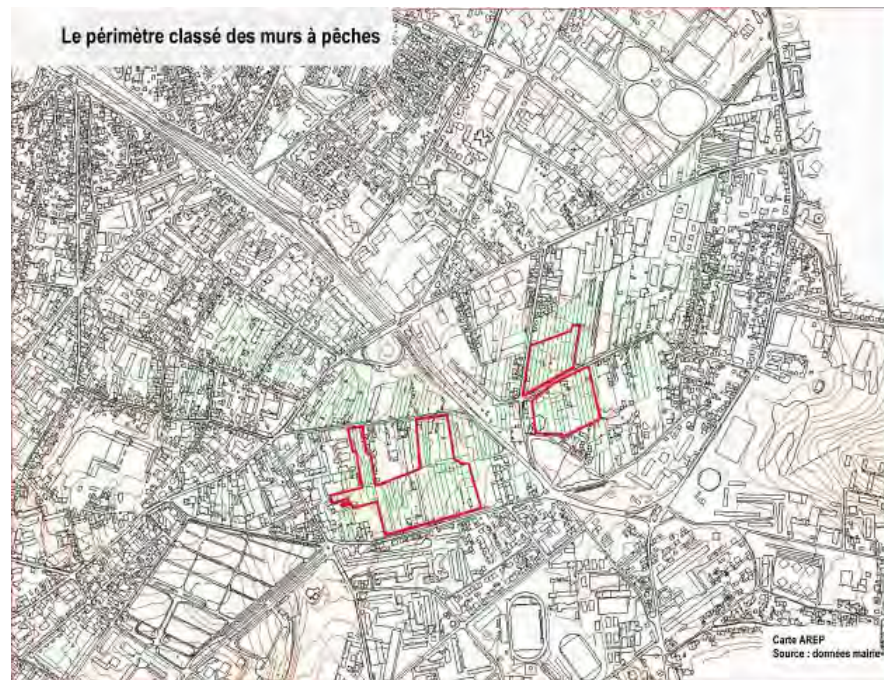 Le périmètre classé des murs à pêches
Carte AREP
Source : données mairie